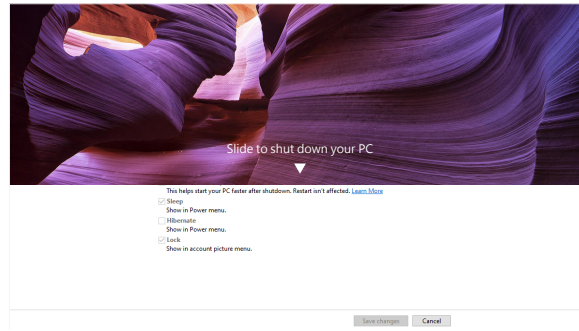 Slide to shut down your PC
This helps start your PC faster after shutdown. Restart isn't affected. Learn More
Sleep
Show in Power menu.
Hibernate
Show in Power menu.
Lock
Show in account picture menu.
Save changes Cancel